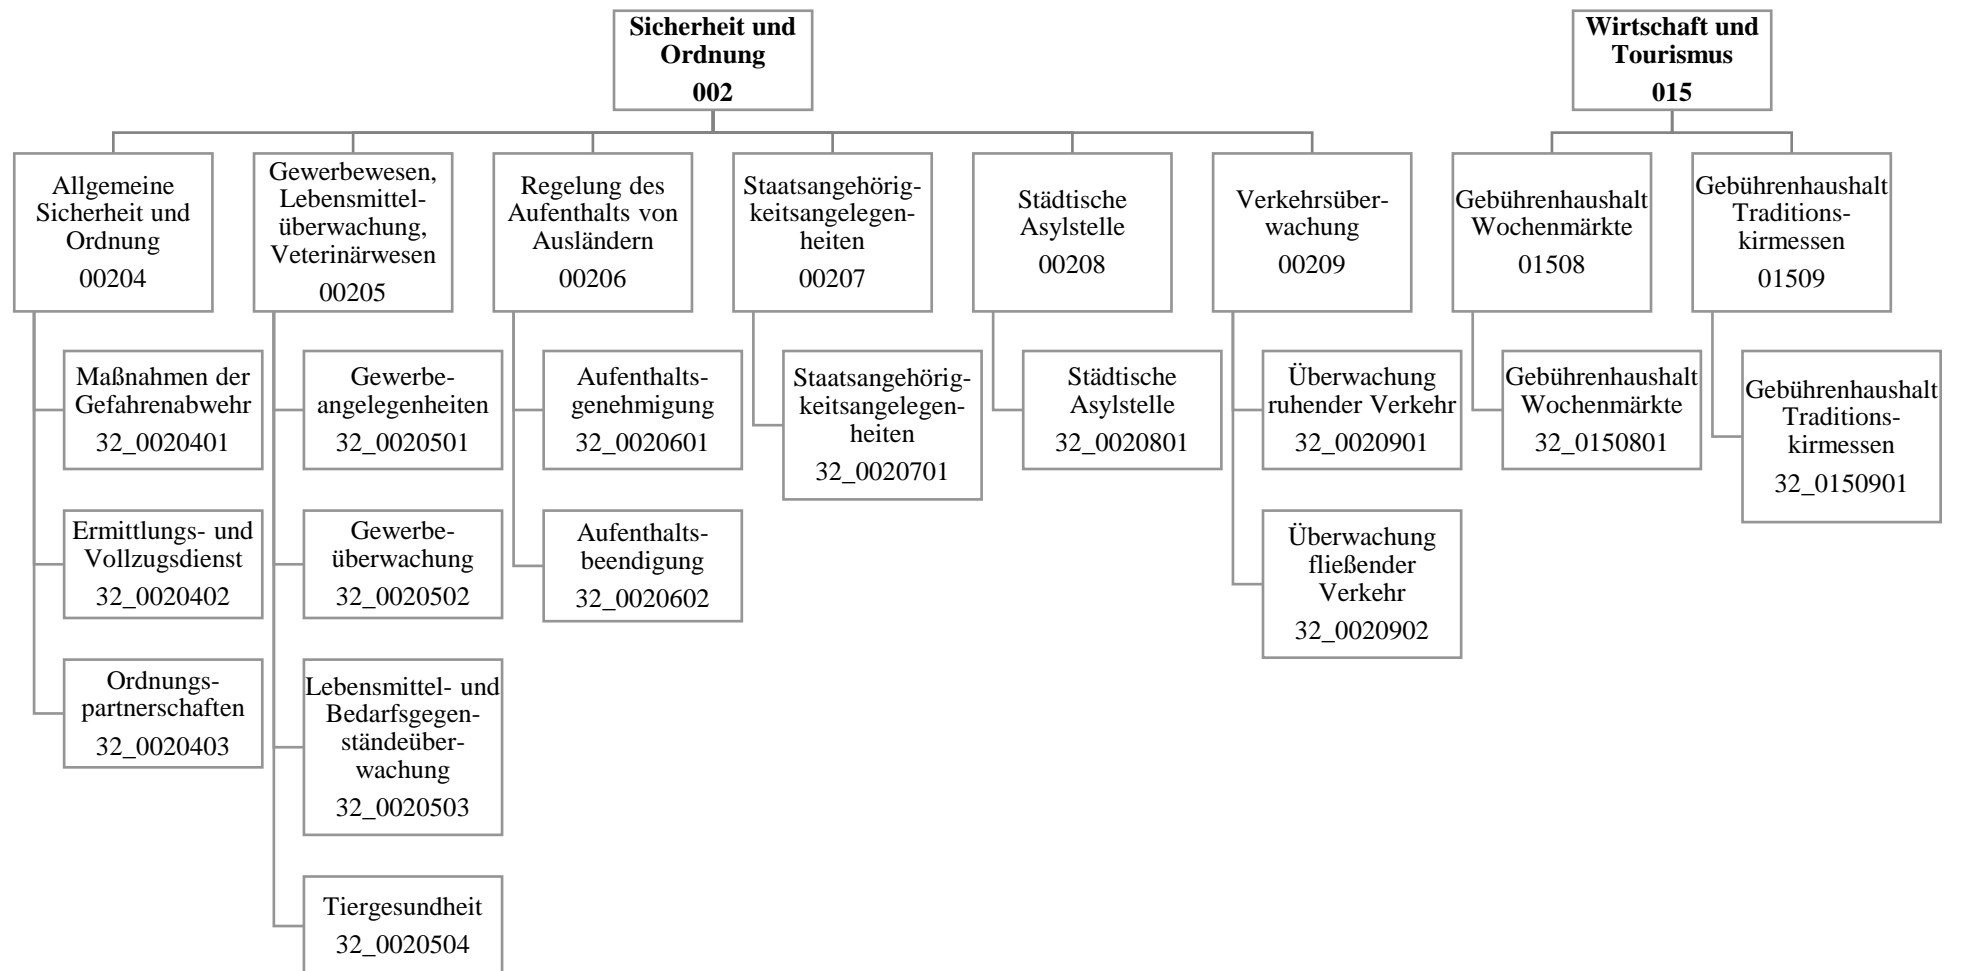 Sicherheit und
Ordnung
002
Wirtschaft und
Tourismus
015
Allgemeine
Sicherheit und
Ordnung
00204
Gewerbewesen,
Lebensmittel-
überwachung,
Veterinärwesen
00205
Regelung des
Aufenthalts von
Ausländern
00206
Staatsangehörig-
keitsangelegen-
heiten
00207
Städtische
Asylstelle
00208
Verkehrsüber-
wachung
00209
Gebührenhaushalt
Wochenmärkte
01508
Gebührenhaushalt
Traditions-
kirmessen
01509
Maßnahmen der
Gefahrenabwehr
32_0020401
Gewerbe-
angelegenheiten
32_0020501
Aufenthalts-
genehmigung
32_0020601
Staatsangehörig-
keitsangelegen-
heiten
32_0020701
Städtische
Asylstelle
32_0020801
Überwachung
ruhender Verkehr
32_0020901
Gebührenhaushalt
Wochenmärkte
32_0150801
Gebührenhaushalt
Traditions-
kirmessen
32_0150901
Ermittlungs- und
Vollzugsdienst
32_0020402
Gewerbe-
überwachung
32_0020502
Aufenthalts-
beendigung
32_0020602
Überwachung
fließender
Verkehr
32_0020902
Ordnungs-
partnerschaften
32_0020403
Lebensmittel- und
Bedarfsgegen-
ständeüber-
wachung
32_0020503
Tiergesundheit
32_0020504